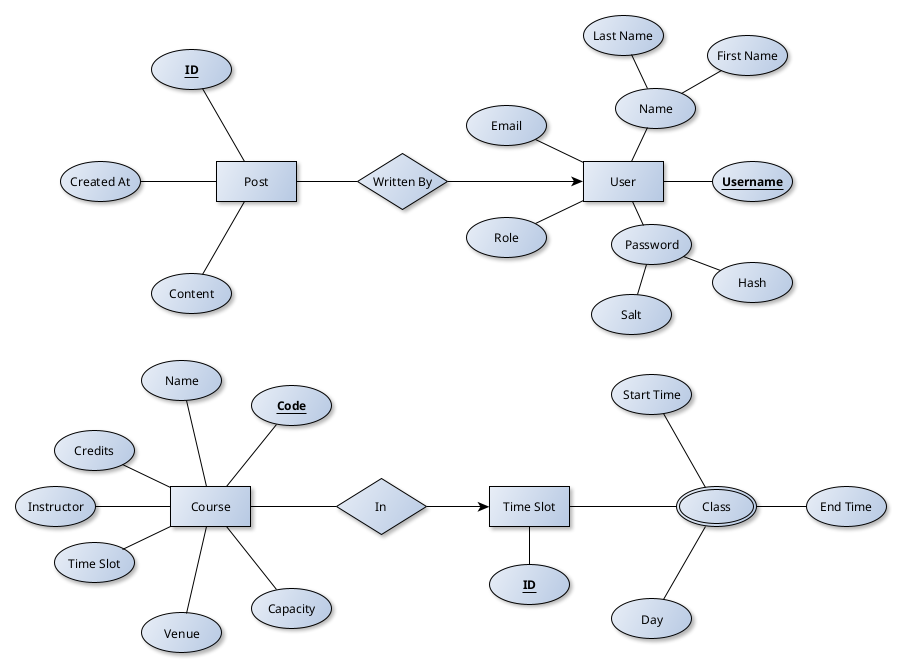 Last Name
First Name
ID
Name
Email
Created At
Post
Written By
User
Username
Role
Password
Content
Hash
Salt
Name
Start Time
Code
Credits
Instructor
Course
In
Time Slot
Class
End Time
Time Slot
ID
Capacity
Venue
Day